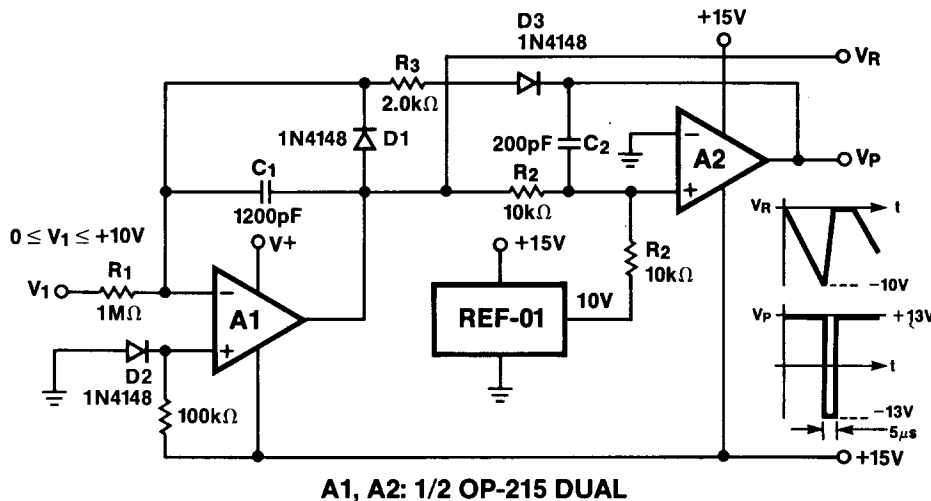 D3
1N4148
+15V
VR
R3
2.0kΩ
1N4148
D1
200pF
C2
A2
VP
C1
1200pF
R2
10kΩ
0 ≤ V1 ≤ +10V
V+
+15V
R2
10kΩ
VR
t
-10V
V1
R1
1MΩ
A1
REF-01
10V
VP
+13V
t
D2
1N4148
100kΩ
-13V
5µs
+15V
A1, A2: 1/2 OP-215 DUAL